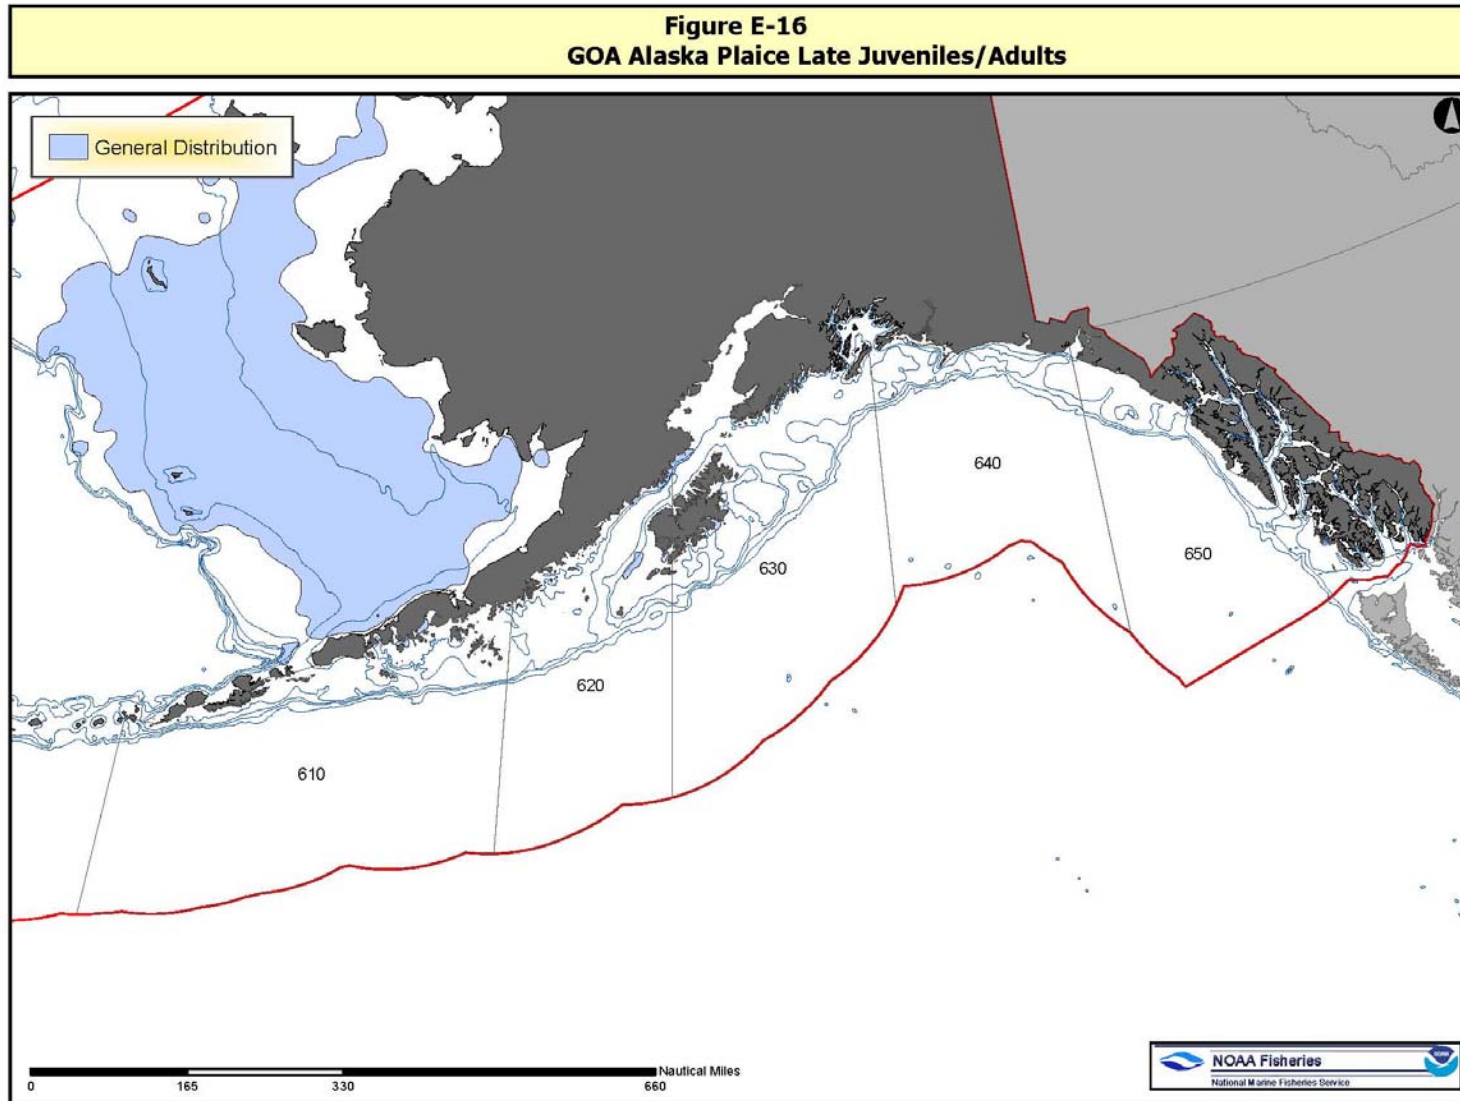 Figure E-16
GOA Alaska Plaice Late Juveniles/Adults
General Distribution
640
650
630
620
610
Nautical Miles
0 165 330 660
NOAA Fisheries
National Marine Fisheries Service